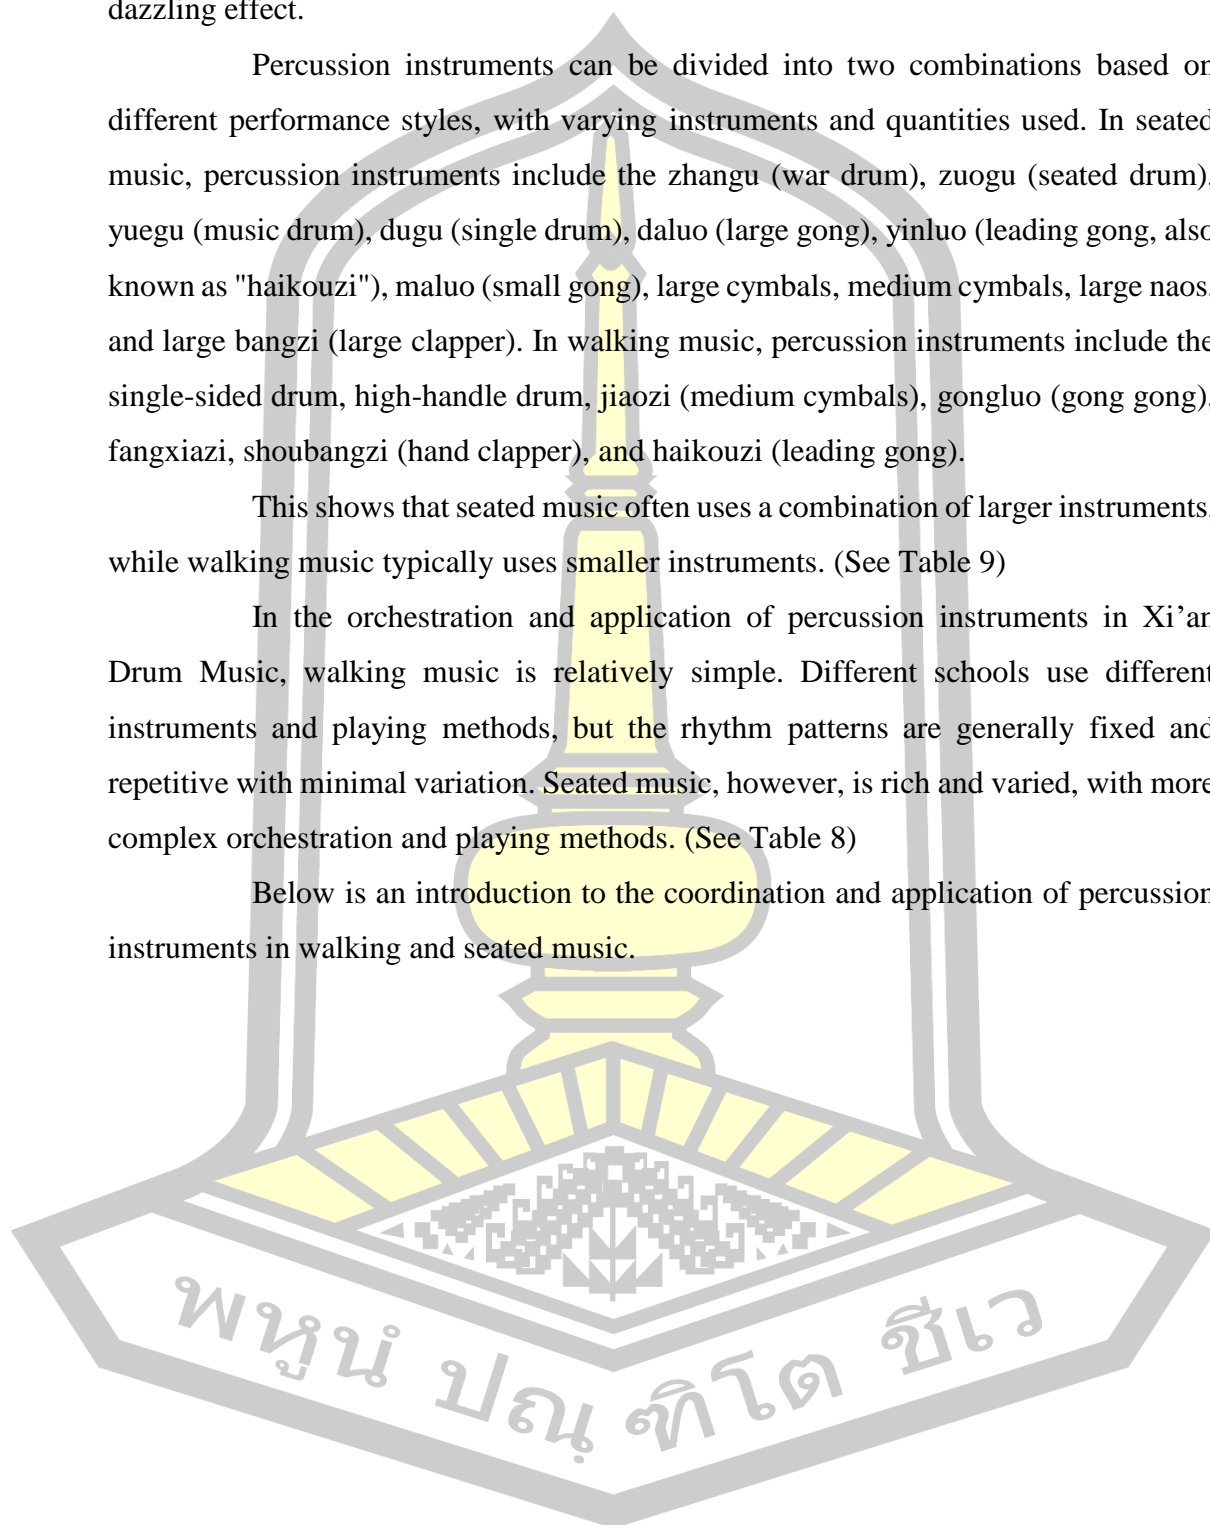 dazzling effect.
Percussion instruments can be divided into two combinations based on
different performance styles, with varying instruments and quantities used. In seated
music, percussion instruments include the zhangu (war drum), zuogu (seated drum),
yuegu (music drum), dugu (single drum), daluo (large gong), yinluo (leading gong, also
known as "haikouzi"), maluo (small gong), large cymbals, medium cymbals, large naos,
and large bangzi (large clapper). In walking music, percussion instruments include the
single-sided drum, high-handle drum, jiaozi (medium cymbals), gongluo (gong gong),
fangxiazi, shoubangzi (hand clapper), and haikouzi (leading gong).
This shows that seated music often uses a combination of larger instruments,
while walking music typically uses smaller instruments. (See Table 9)
In the orchestration and application of percussion instruments in Xi’an
Drum Music, walking music is relatively simple. Different schools use different
instruments and playing methods, but the rhythm patterns are generally fixed and
repetitive with minimal variation. Seated music, however, is rich and varied, with more
complex orchestration and playing methods. (See Table 8)
Below is an introduction to the coordination and application of percussion
instruments in walking and seated music.
พหูนํ ปณฺฑิโต ชีเว